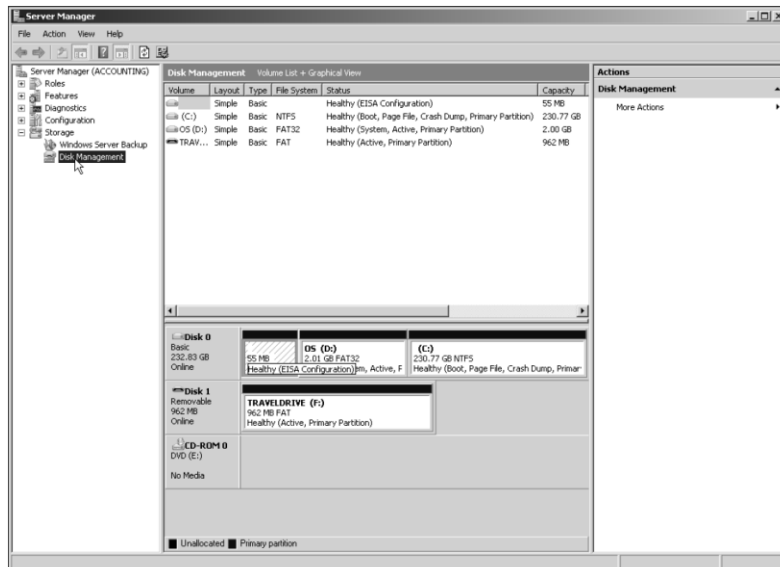 Server Manager
File Action View Help
Server Manager (ACCOUNTING)
Roles
Features
Diagnostics
Configuration
Storage
Windows Server Backup
Disk Management
Disk Management Volume List + Graphical View
Volume Layout Type File System Status Capacity
Simple Basic Healthy (EISA Configuration) 55 MB
(C:) Simple Basic NTFS Healthy (Boot, Page File, Crash Dump, Primary Partition) 230.77 GB
OS (D:) Simple Basic FAT32 Healthy (System, Active, Primary Partition) 2.00 GB
TRAV... Simple Basic FAT Healthy (Active, Primary Partition) 962 MB
Disk 0
Basic
232.83 GB
Online
55 MB
Healthy (EISA Configuration)
OS (D:)
2.01 GB FAT32
em, Active, F
(C:)
230.77 GB NTFS
Healthy (Boot, Page File, Crash Dump, Primar
Disk 1
Removable
962 MB
Online
TRAVELDRIVE (F:)
962 MB FAT
Healthy (Active, Primary Partition)
CD-ROM 0
DVD (E:)
No Media
Unallocated Primary partition
Actions
Disk Management
More Actions